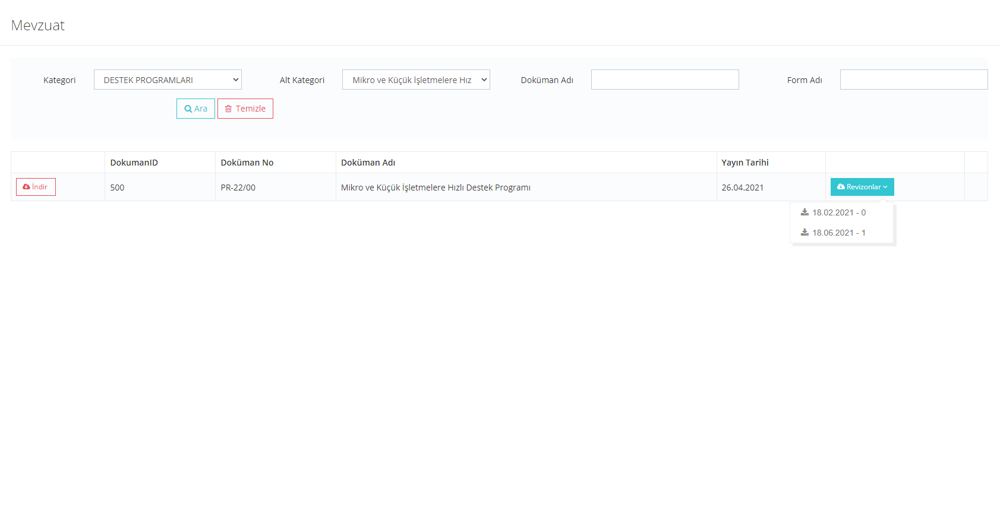 Mevzuat
Kategori DESTEK PROGRAMLARI Alt Kategori Mikro ve Küçük İşletmelere Hız Doküman Adı Form Adı
Ara Temizle
DokumanID Doküman No Doküman Adı Yayın Tarihi
İndir 500 PR-22/00 Mikro ve Küçük İşletmelere Hızlı Destek Programı 26.04.2021 Revizonlar
18.02.2021 - 0
18.06.2021 - 1